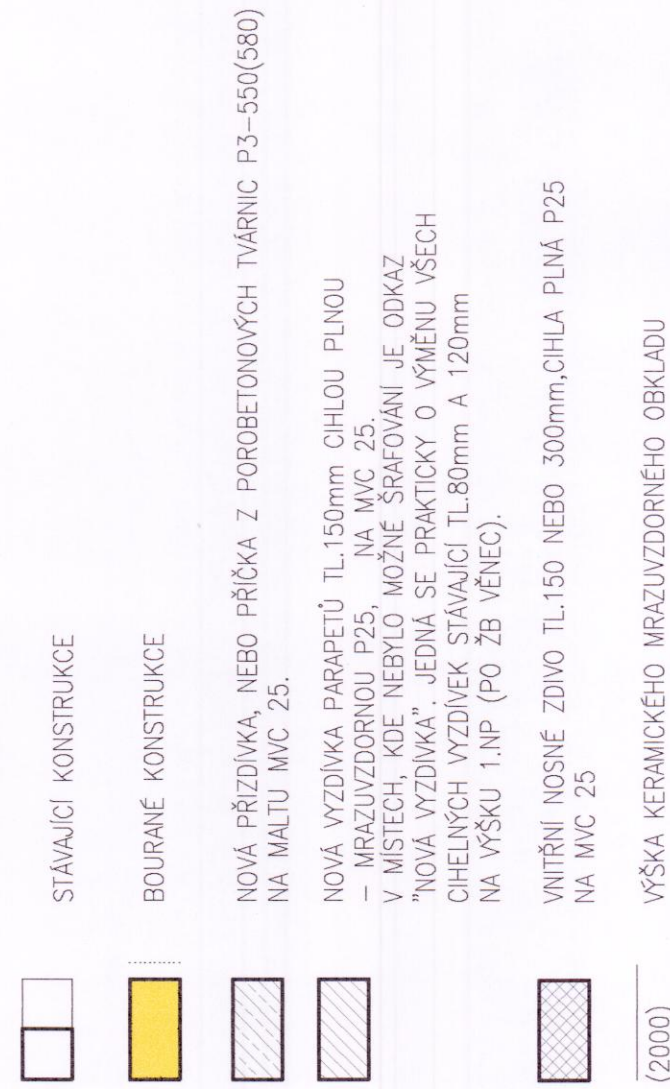 STÁVAJÍCÍ KONSTRUKCE
BOURANÉ KONSTRUKCE
NOVÁ PŘIZDÍVKA, NEBO PŘÍČKA Z POROBETONOVÝCH TVÁRNIC P3-550(580)
NA MALTU MVC 25.
NOVÁ VYZDÍVKA PARAPETŮ TL.150mm CIHLOU PLNOU
– MRAZUVZDORNOU P25, NA MVC 25.
V MÍSTECH, KDE NEBYLO MOŽNÉ ŠRAFOVÁNÍ JE ODKAZ
"NOVÁ VYZDÍVKA". JEDNÁ SE PRAKTICKY O VÝMĚNU VŠECH
CIHELNÝCH VYZDÍVEK STÁVAJÍCÍ TL.80mm A 120mm
NA VÝŠKU 1.NP (PO ŽB VĚNEC).
VNITŘNÍ NOSNÉ ZDIVO TL.150 NEBO 300mm,CIHLA PLNÁ P25
NA MVC 25
(2000) VÝŠKA KERAMICKÉHO MRAZUVZDORNÉHO OBKLADU